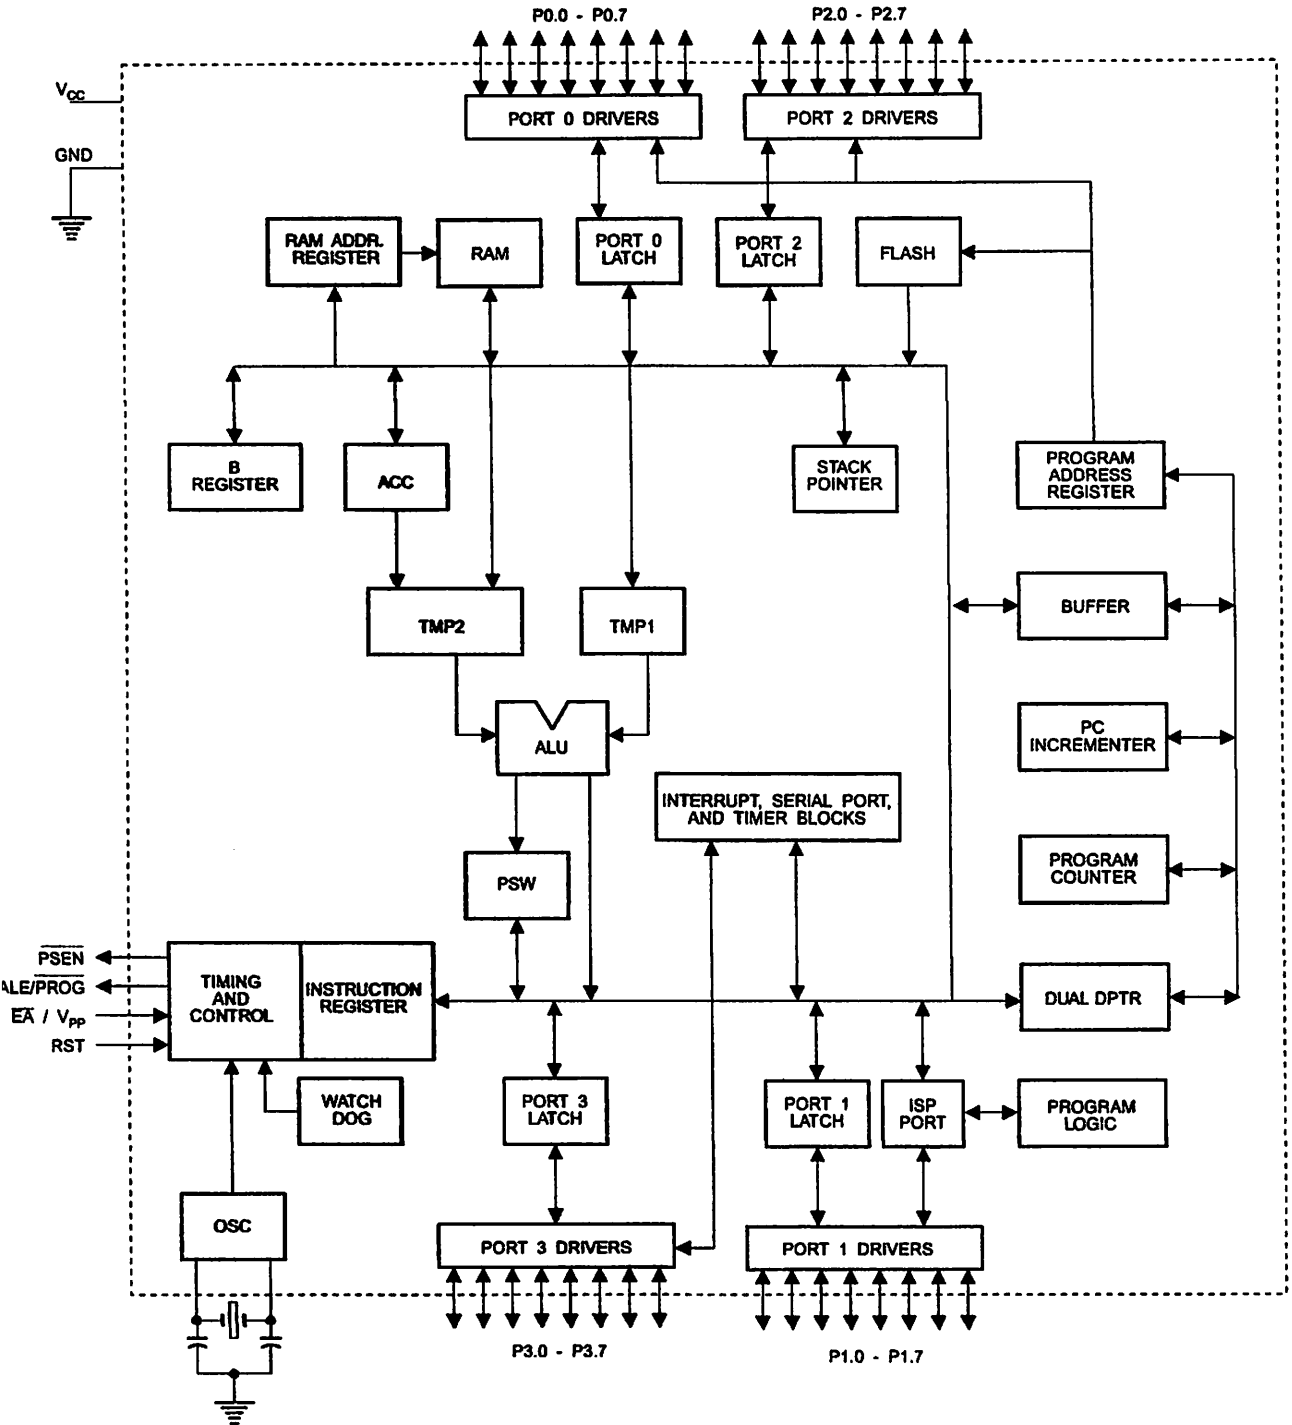 P0.0 - P0.7
P2.0 - P2.7
VCC
GND
PORT 0 DRIVERS
PORT 2 DRIVERS
RAM ADDR.
REGISTER
RAM
PORT 0
LATCH
PORT 2
LATCH
FLASH
B
REGISTER
ACC
STACK
POINTER
PROGRAM
ADDRESS
REGISTER
TMP2
TMP1
BUFFER
ALU
PC
INCREMENTER
INTERRUPT, SERIAL PORT,
AND TIMER BLOCKS
PSW
PROGRAM
COUNTER
PSEN
ALE/PROG
EA / VPP
RST
TIMING
AND
CONTROL
INSTRUCTION
REGISTER
DUAL DPTR
WATCH
DOG
PORT 3
LATCH
PORT 1
LATCH
ISP
PORT
PROGRAM
LOGIC
OSC
PORT 3 DRIVERS
PORT 1 DRIVERS
P3.0 - P3.7
P1.0 - P1.7